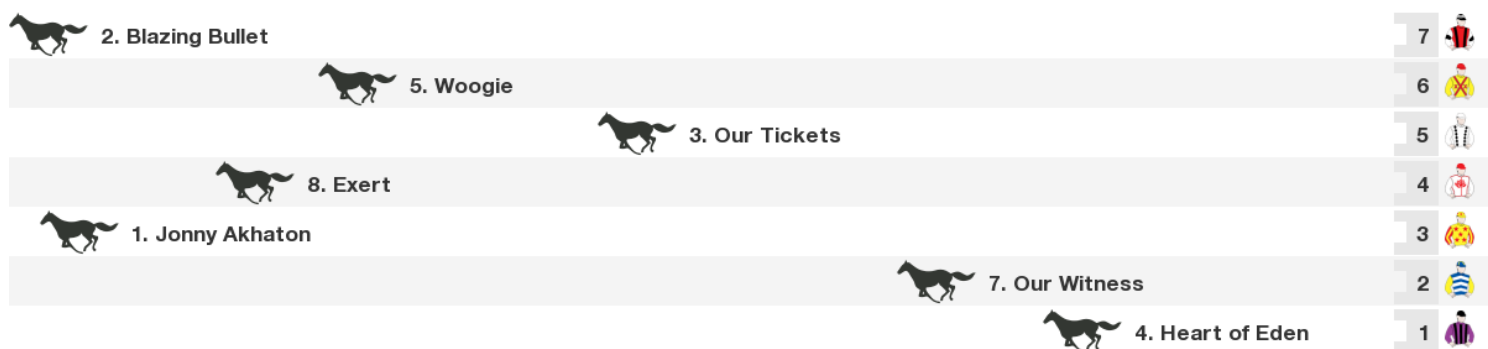 2. Blazing Bullet 7
5. Woogie 6
3. Our Tickets 5
8. Exert 4
1. Jonny Akhaton 3
7. Our Witness 2
4. Heart of Eden 1